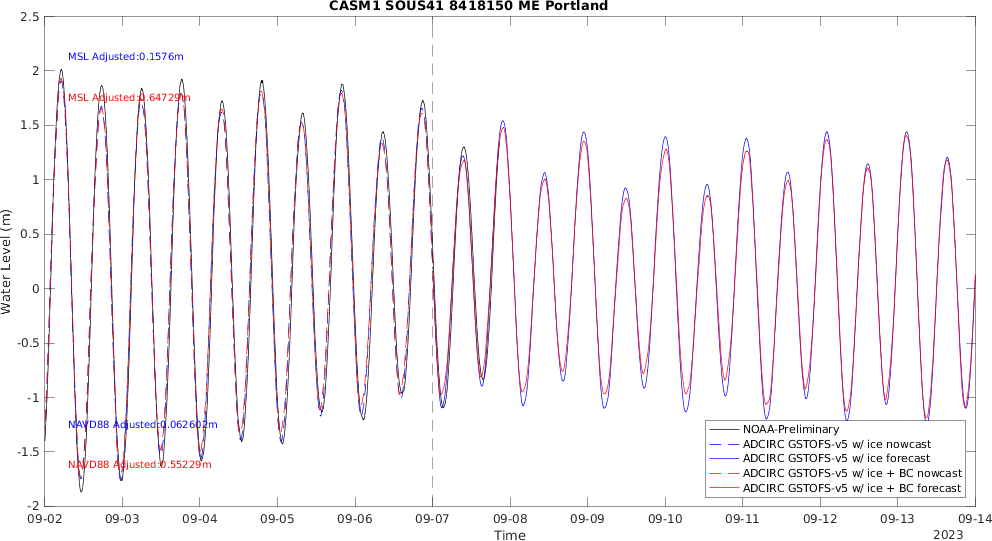 CASM1 SOUS41 8418150 ME Portland
2.5
2
1.5
1
0.5
0
-0.5
-1
-1.5
-2
Water Level (m)
MSL Adjusted:0.1576m
MSL Adjusted:0.64729m
NAVD88 Adjusted:0.062602m
NAVD88 Adjusted:0.55229m
NOAA-Preliminary
ADCIRC GSTOFS-v5 w/ ice nowcast
ADCIRC GSTOFS-v5 w/ ice forecast
ADCIRC GSTOFS-v5 w/ ice + BC nowcast
ADCIRC GSTOFS-v5 w/ ice + BC forecast
09-02 09-03 09-04 09-05 09-06 09-07 09-08 09-09 09-10 09-11 09-12 09-13 09-14
Time
2023